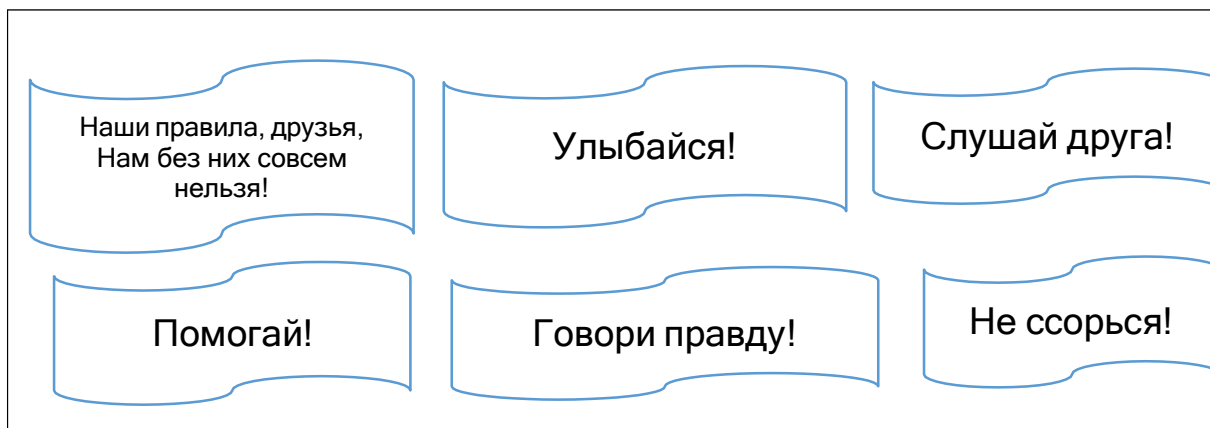 Наши правила, друзья,
Нам без них совсем
нельзя!
Улыбайся!
Слушай друга!
Помогай!
Говори правду!
Не ссорься!